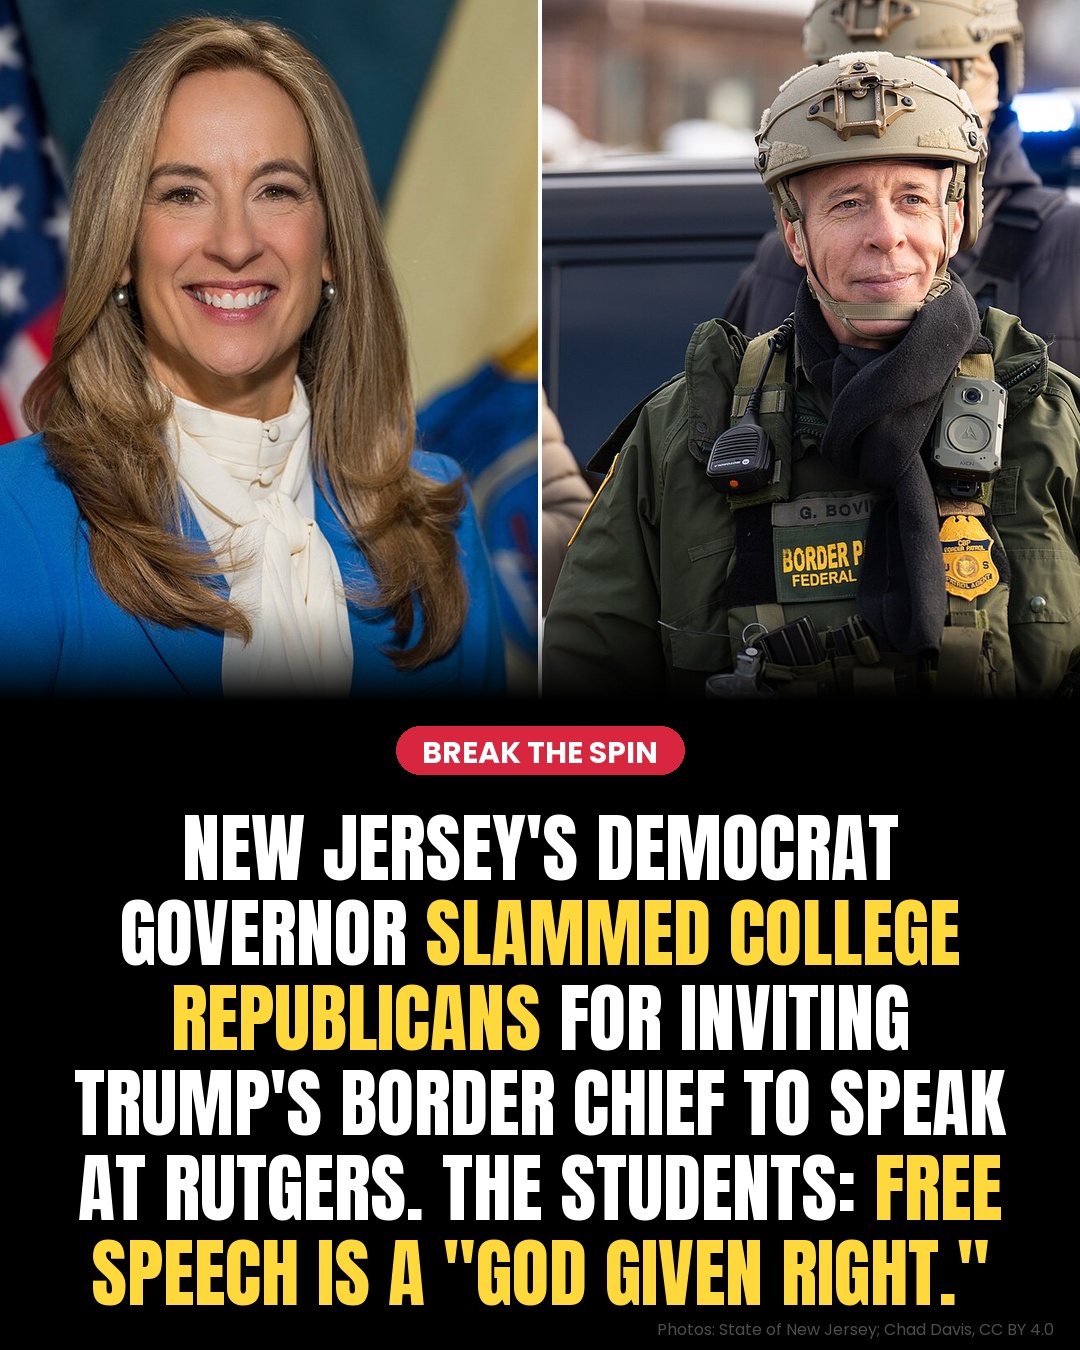 G. BOVI
BORDER P
FEDERAL
BREAK THE SPIN
NEW JERSEY'S DEMOCRAT
GOVERNOR SLAMMED COLLEGE
REPUBLICANS FOR INVITING
TRUMP'S BORDER CHIEF TO SPEAK
AT RUTGERS. THE STUDENTS: FREE
SPEECH IS A "GOD GIVEN RIGHT."
Photos: State of New Jersey; Chad Davis, CC BY 4.0